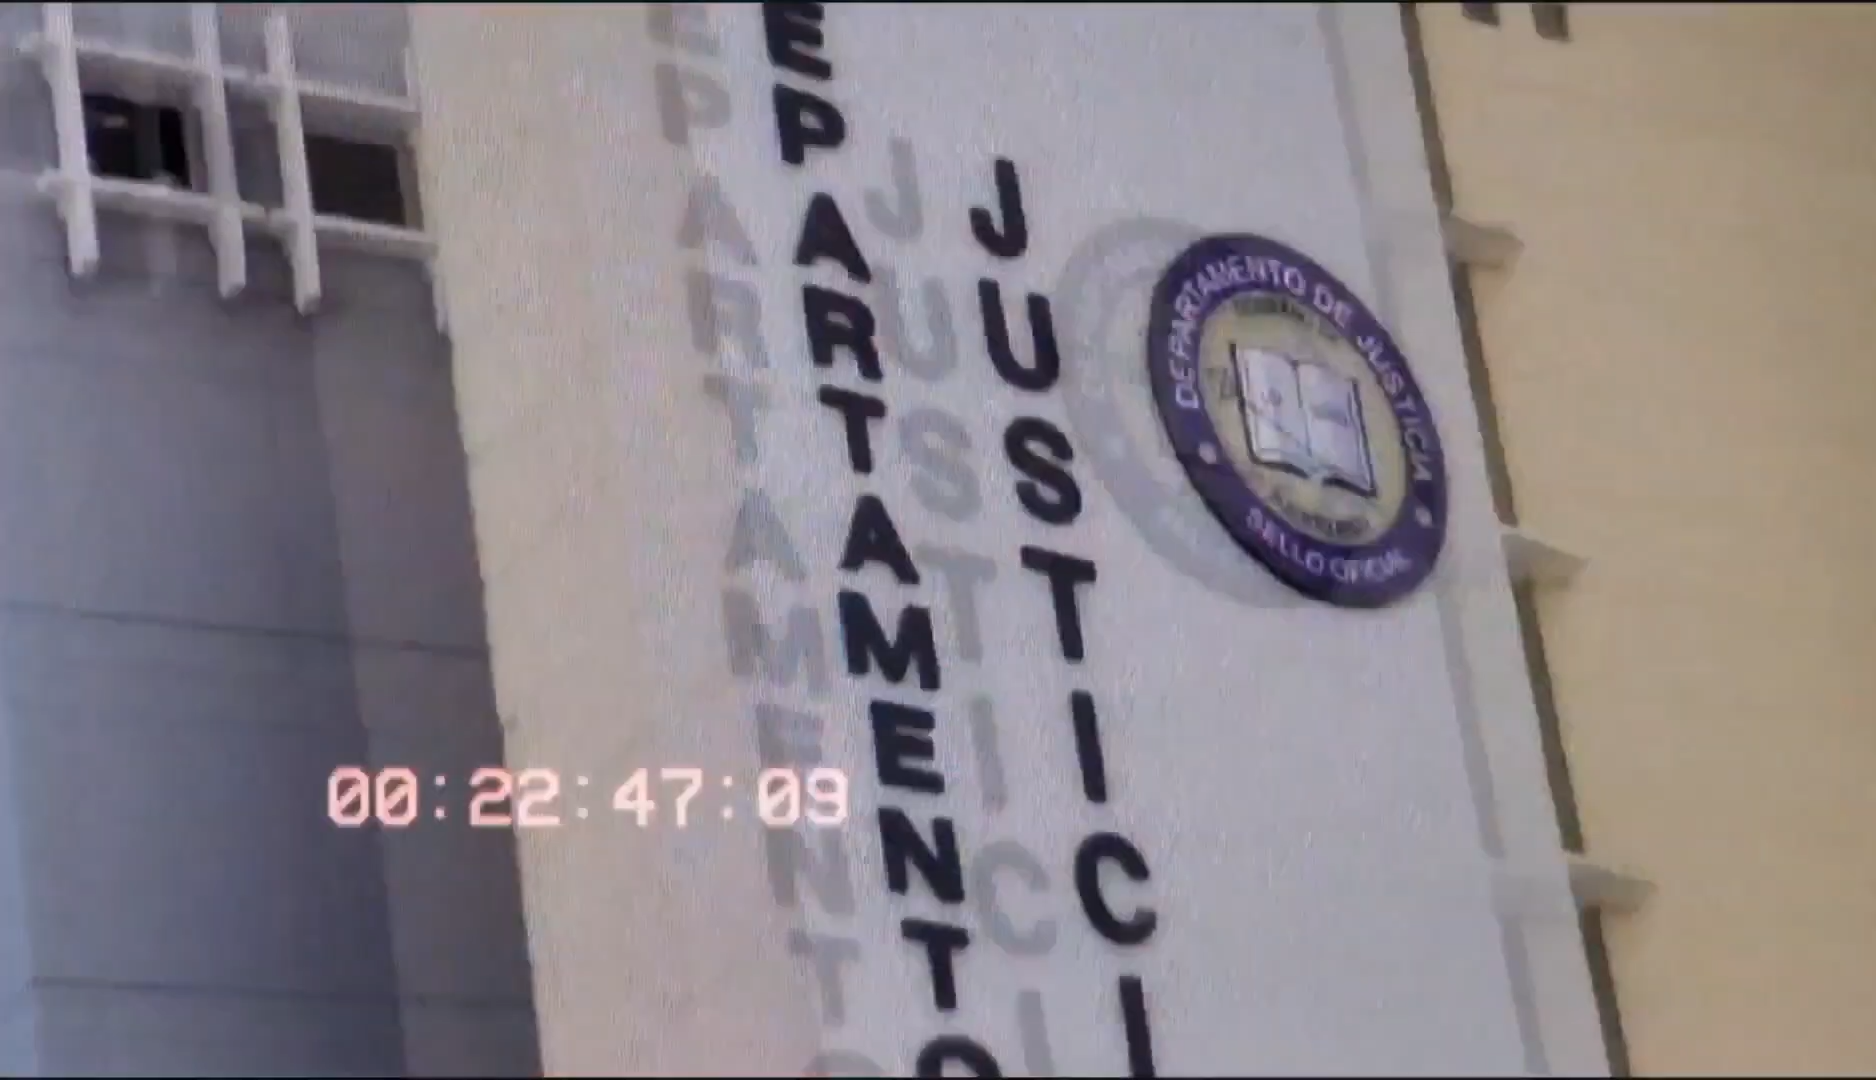 EPARTAMENTO
JUSTICI
DEPARTAMENTO DE JUSTICIA
SELLO OFICIAL
00:22:47:09